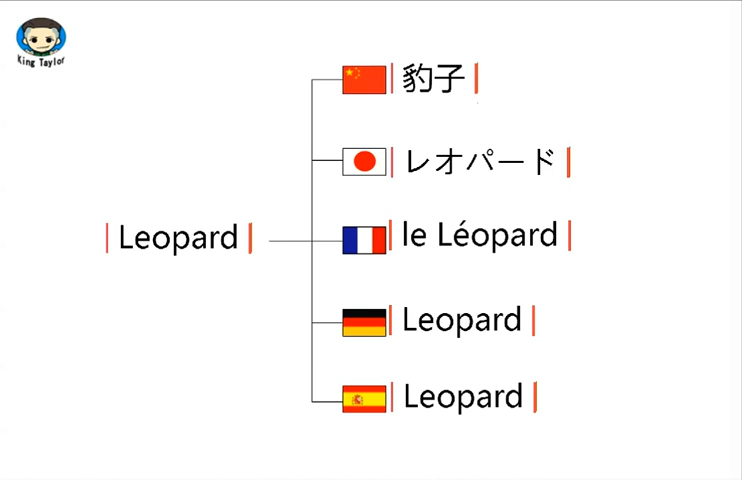 King Taylor
豹子
レオパード
Leopard
le Léopard
Leopard
Leopard